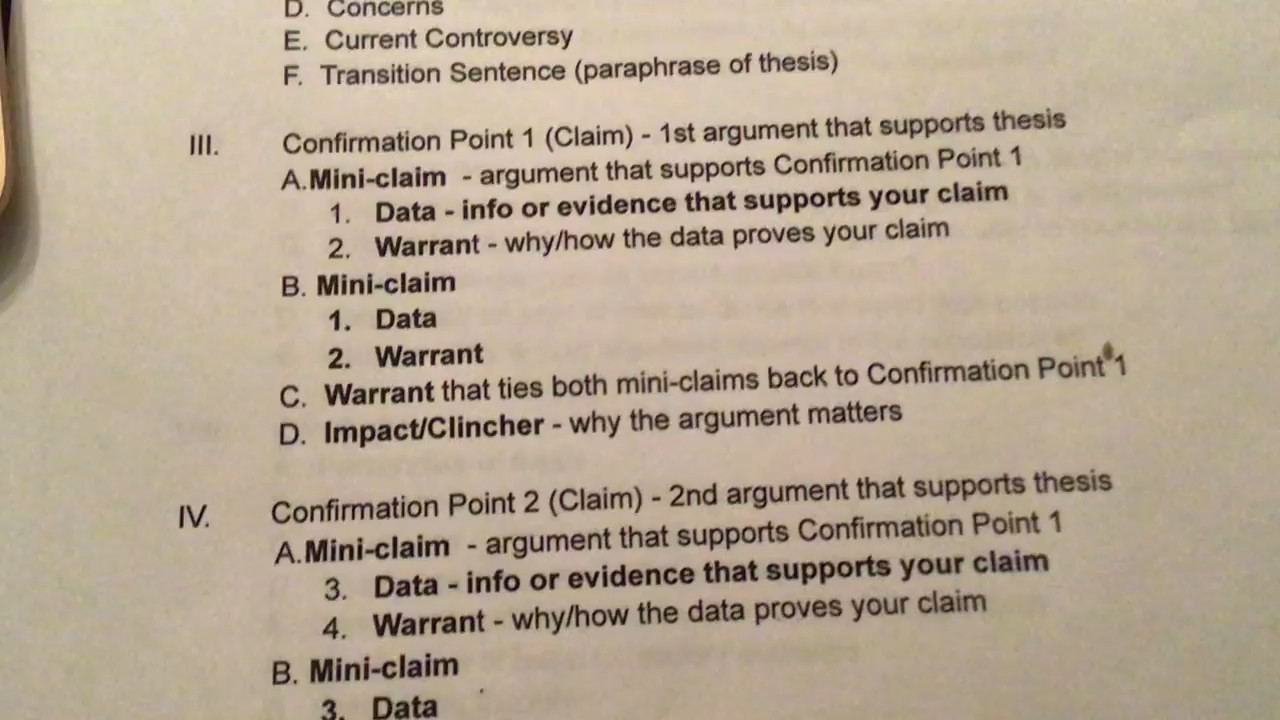 D. Concerns
E. Current Controversy
F. Transition Sentence (paraphrase of thesis)
III. Confirmation Point 1 (Claim) - 1st argument that supports thesis
A.Mini-claim - argument that supports Confirmation Point 1
1. Data - info or evidence that supports your claim
2. Warrant - why/how the data proves your claim
B. Mini-claim
1. Data
2. Warrant
C. Warrant that ties both mini-claims back to Confirmation Point 1
D. Impact/Clincher - why the argument matters
IV. Confirmation Point 2 (Claim) - 2nd argument that supports thesis
A.Mini-claim - argument that supports Confirmation Point 1
3. Data - info or evidence that supports your claim
4. Warrant - why/how the data proves your claim
B. Mini-claim
3. Data